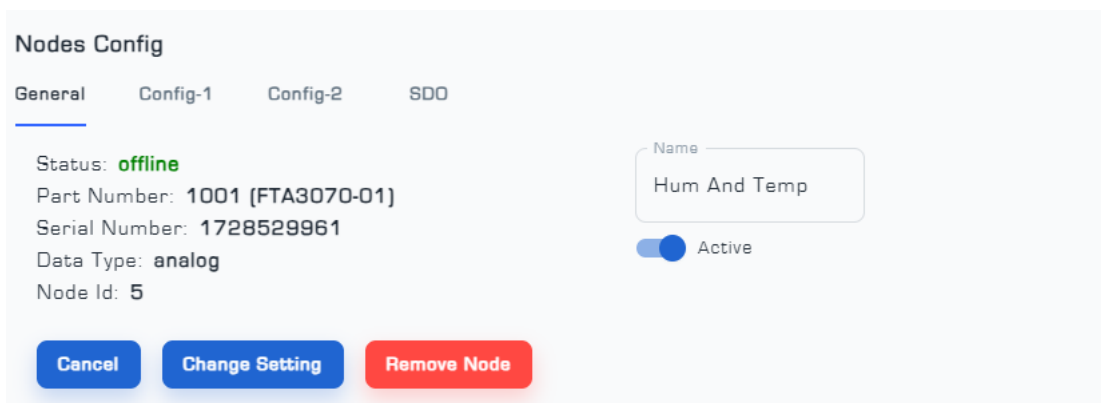 Nodes Config
General Config-1 Config-2 SDO
Status: offline
Part Number: 1001 (FTA3070-01)
Serial Number: 1728529961
Data Type: analog
Node Id: 5
Name
Hum And Temp
Active
Cancel Change Setting Remove Node